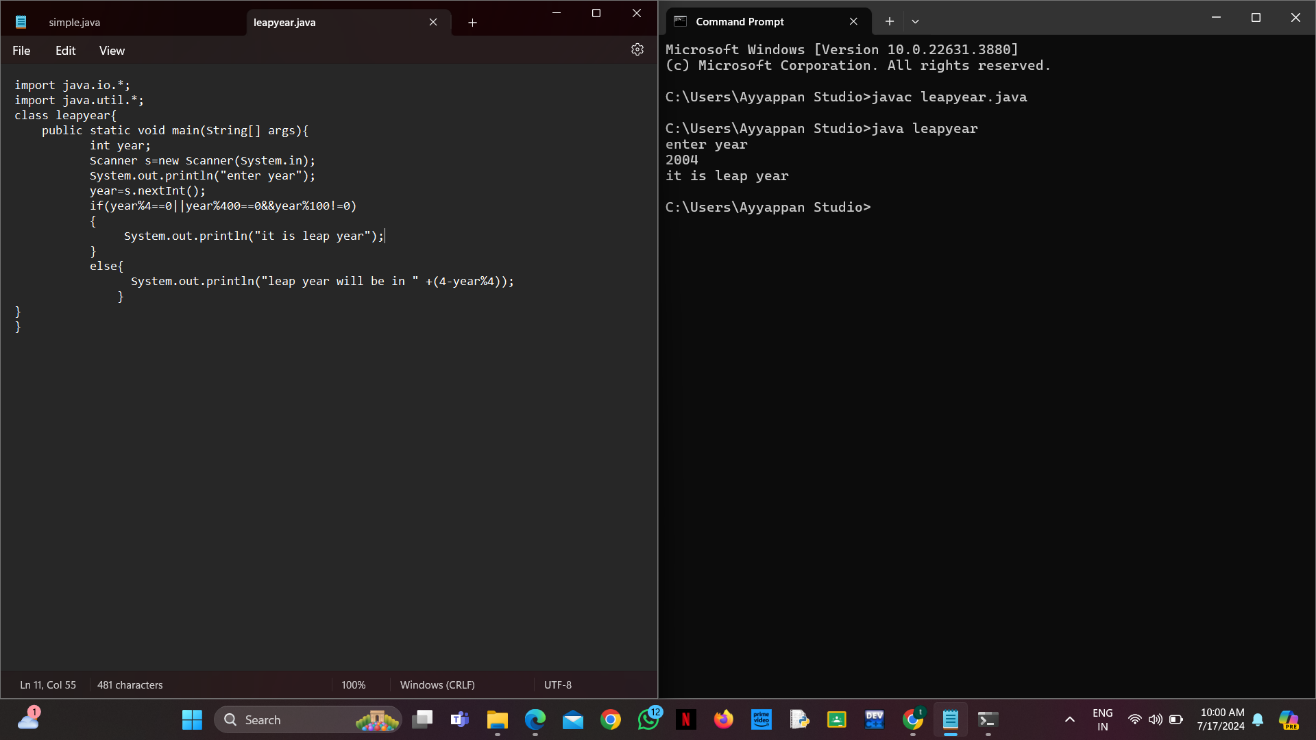 simple.java
leapyear.java
File Edit View
import java.io.*;
import java.util.*;
class leapyear{
public static void main(String[] args){
int year;
Scanner s=new Scanner(System.in);
System.out.println("enter year");
year=s.nextInt();
if(year%4==0||year%400==0&&year%100!=0)
{
System.out.println("it is leap year");
}
else{
System.out.println("leap year will be in " +(4-year%4));
}
}
}
Ln 11, Col 55 481 characters 100% Windows (CRLF) UTF-8
Command Prompt
Microsoft Windows [Version 10.0.22631.3880]
(c) Microsoft Corporation. All rights reserved.
C:\Users\Ayyappan Studio>javac leapyear.java
C:\Users\Ayyappan Studio>java leapyear
enter year
2004
it is leap year
C:\Users\Ayyappan Studio>
1
Search
12
N
prime video
DEV
t
ENG
IN
10:00 AM
7/17/2024
PRE